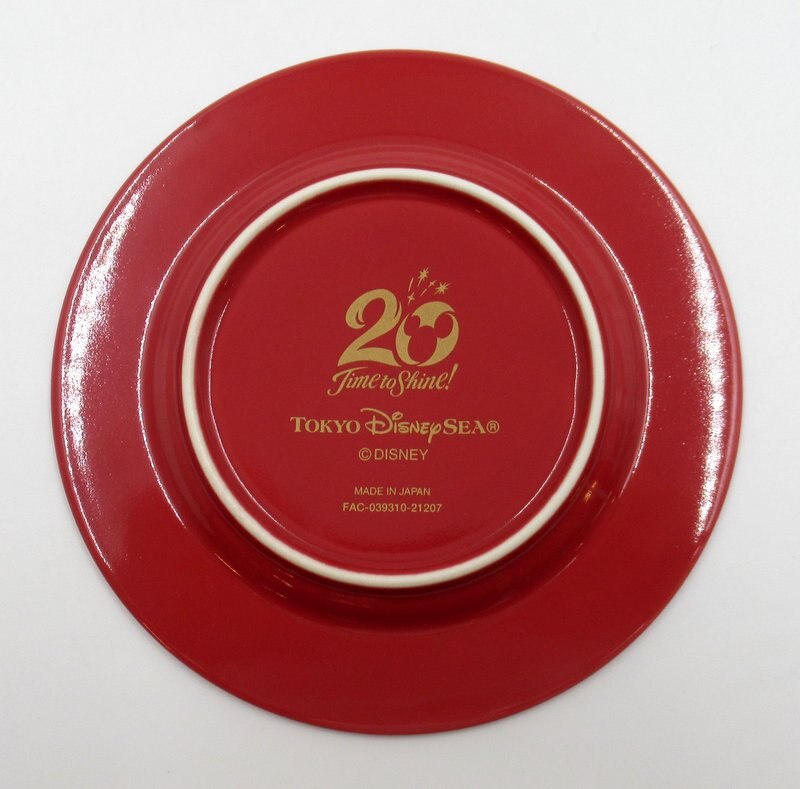 20
Time to Shine!
TOKYO DISNEYSEA®
©DISNEY
MADE IN JAPAN
FAC-039310-21207